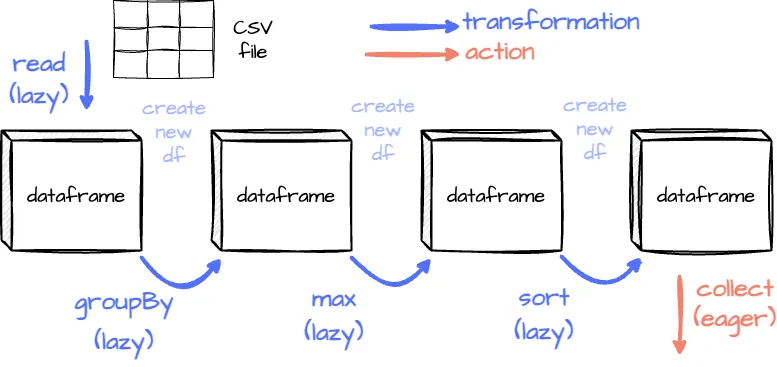 CSV
file
transformation
action
read
(lazy)
create
new
df
create
new
df
create
new
df
dataframe
dataframe
dataframe
dataframe
groupBy
(lazy)
max
(lazy)
sort
(lazy)
collect
(eager)